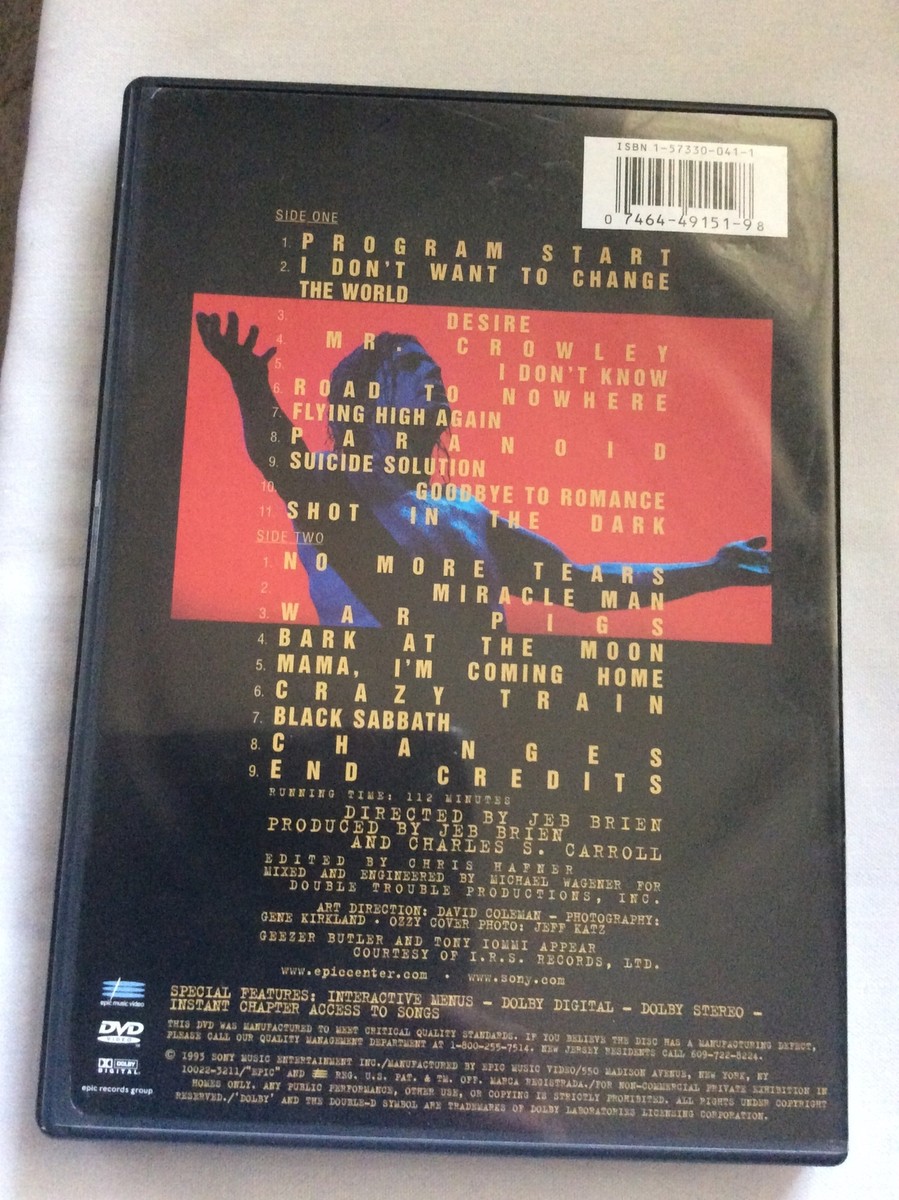 ISBN 1-57330-041-1
0 7464-49151-9 8
SIDE ONE
1. PROGRAM START
2. I DON'T WANT TO CHANGE
THE WORLD
3. DESIRE
4. MR. CROWLEY
5. I DON'T KNOW
6. ROAD TO NOWHERE
7. FLYING HIGH AGAIN
8. PARANOID
9. SUICIDE SOLUTION
10. GOODBYE TO ROMANCE
11. SHOT IN THE DARK
SIDE TWO
1. NO MORE TEARS
2. MIRACLE MAN
3. WAR PIGS
4. BARK AT THE MOON
5. MAMA, I'M COMING HOME
6. CRAZY TRAIN
7. BLACK SABBATH
8. CHANGES
9. END CREDITS
RUNNING TIME: 112 MINUTES
DIRECTED BY JEB BRIEN
PRODUCED BY JEB BRIEN
AND CHARLES S. CARROLL
EDITED BY CHRIS HAFNER
MIXED AND ENGINEERED BY MICHAEL WAGENER FOR
DOUBLE TROUBLE PRODUCTIONS, INC.
ART DIRECTION: DAVID COLEMAN - PHOTOGRAPHY:
GENE KIRKLAND · OZZY COVER PHOTO: JEFF KATZ
GEEZER BUTLER AND TONY IOMMI APPEAR
COURTESY OF I.R.S. RECORDS, LTD.
www.epiccenter.com · www.sony.com
epic music video
SPECIAL FEATURES: INTERACTIVE MENUS - DOLBY DIGITAL - DOLBY STEREO -
INSTANT CHAPTER ACCESS TO SONGS
DVD
VIDEO
THIS DVD WAS MANUFACTURED TO MEET CRITICAL QUALITY STANDARDS. IF YOU BELIEVE THE DISC HAS A MANUFACTURING DEFECT,
PLEASE CALL OUR QUALITY MANAGEMENT DEPARTMENT AT 1-800-255-7514. NEW JERSEY RESIDENTS CALL 609-722-8224.
DOLBY
DIGITAL
© 1993 SONY MUSIC ENTERTAINMENT INC./MANUFACTURED BY EPIC MUSIC VIDEO/550 MADISON AVENUE, NEW YORK, NY
10022-3211/"EPIC" AND REG. U.S. PAT. & TM. OFF. MARCA REGISTRADA./FOR NON-COMMERCIAL PRIVATE EXHIBITION IN
HOMES ONLY. ANY PUBLIC PERFORMANCE, OTHER USE, OR COPYING IS STRICTLY PROHIBITED. ALL RIGHTS UNDER COPYRIGHT
RESERVED./'DOLBY' AND THE DOUBLE-D SYMBOL ARE TRADEMARKS OF DOLBY LABORATORIES LICENSING CORPORATION.
epic records group